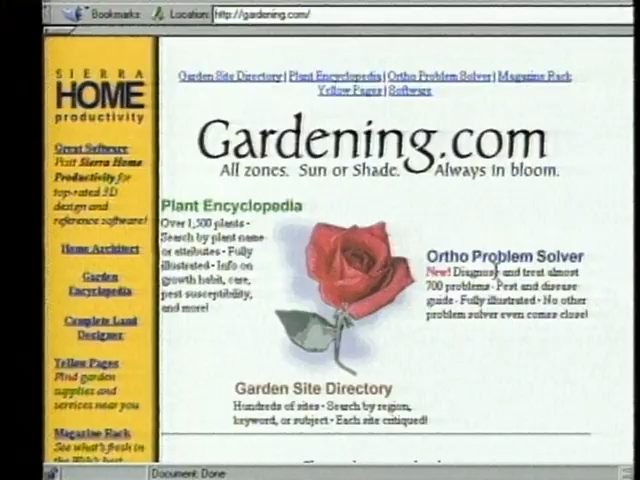 Bookmarks Location: http://gardening.com/
SIERRA
HOME
productivity
Great Software
Visit Sierra Home
Productivity for
top-rated 3D
design and
reference software!
Home Architect
Garden
Encyclopedia
Complete Land
Designer
Yellow Pages
Find garden
supplies and
services near you
Magazine Rack
See what's fresh in
the Web's best
Garden Site Directory | Plant Encyclopedia | Ortho Problem Solver | Magazine Rack
Yellow Pages | Software
Gardening.com
All zones. Sun or Shade. Always in bloom.
Plant Encyclopedia
Over 1,500 plants ·
Search by plant name
or attributes · Fully
illustrated · Info on
growth habit, care,
pest susceptibility,
and more!
Ortho Problem Solver
New! Diagnose and treat almost
700 problems · Pest and disease
guide · Fully illustrated · No other
problem solver even comes close!
Garden Site Directory
Hundreds of sites · Search by region,
keyword, or subject · Each site critiqued!
Document: Done